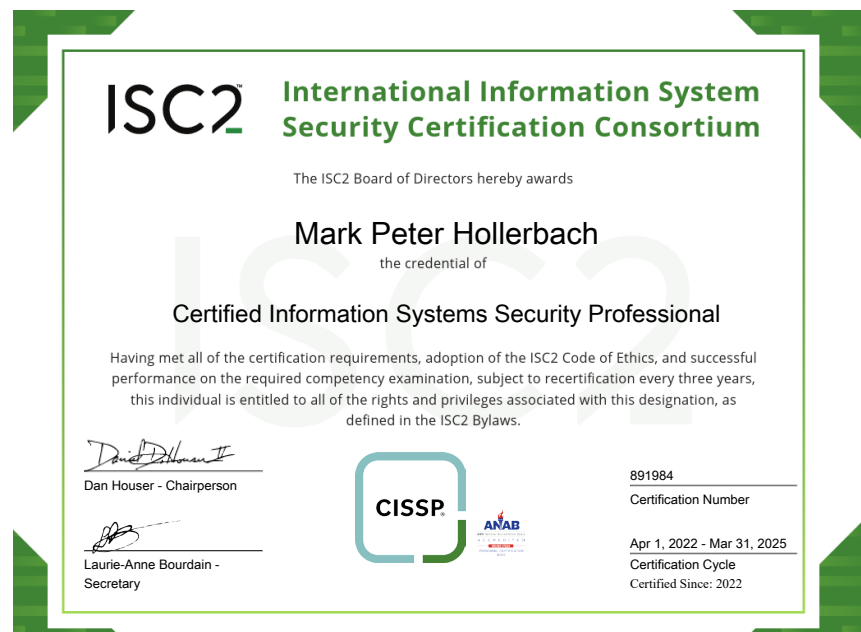 ISC2™
International Information System
Security Certification Consortium
The ISC2 Board of Directors hereby awards
Mark Peter Hollerbach
the credential of
Certified Information Systems Security Professional
Having met all of the certification requirements, adoption of the ISC2 Code of Ethics, and successful
performance on the required competency examination, subject to recertification every three years,
this individual is entitled to all of the rights and privileges associated with this designation, as
defined in the ISC2 Bylaws.
Dan Houser - Chairperson
Laurie-Anne Bourdain -
Secretary
CISSP®
ANAB
ACCREDITED
891984
Certification Number
Apr 1, 2022 - Mar 31, 2025
Certification Cycle
Certified Since: 2022